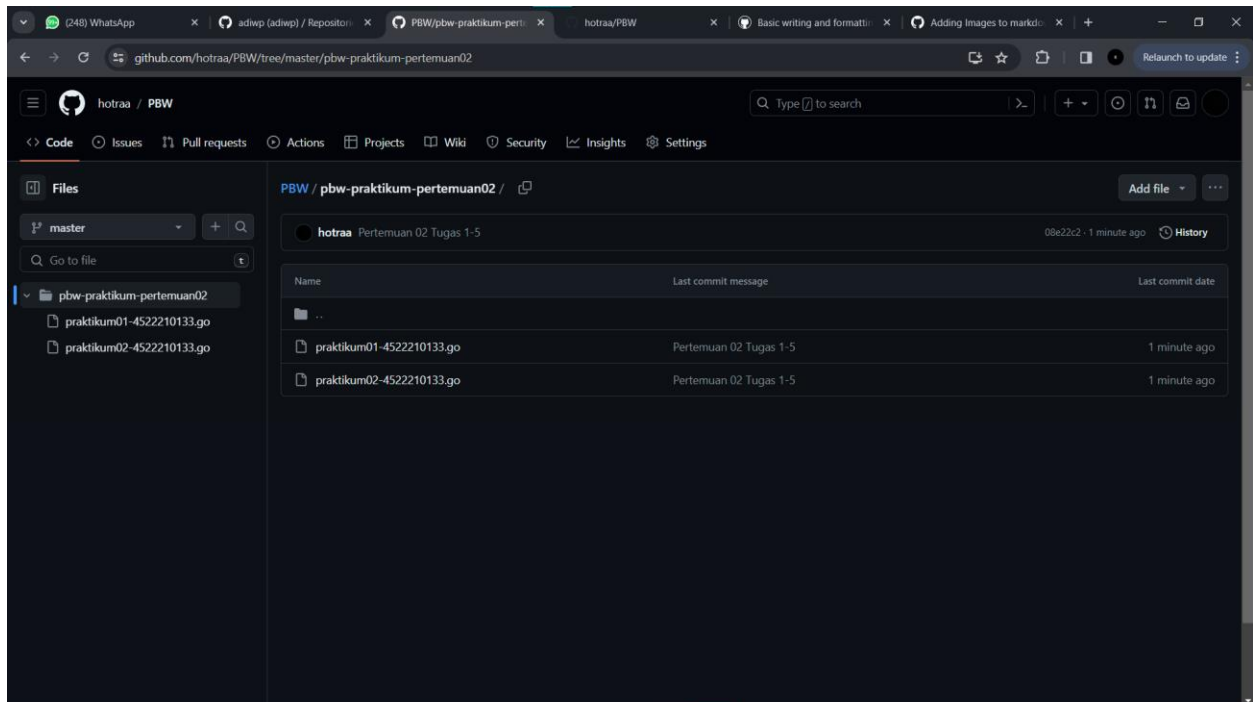 (248) WhatsApp
adiwp (adiwp) / Repositori
PBW/pbw-praktikum-pert
hotraa/PBW
Basic writing and formattin
Adding Images to markdo
github.com/hotraa/PBW/tree/master/pbw-praktikum-pertemuan02
Relaunch to update
hotraa / PBW
Type / to search
Code
Issues
Pull requests
Actions
Projects
Wiki
Security
Insights
Settings
Files
master
Go to file
t
pbw-praktikum-pertemuan02
praktikum01-4522210133.go
praktikum02-4522210133.go
PBW / pbw-praktikum-pertemuan02 /
Add file
hotraa Pertemuan 02 Tugas 1-5
08e22c2 · 1 minute ago
History
Name Last commit message Last commit date
..
praktikum01-4522210133.go Pertemuan 02 Tugas 1-5 1 minute ago
praktikum02-4522210133.go Pertemuan 02 Tugas 1-5 1 minute ago